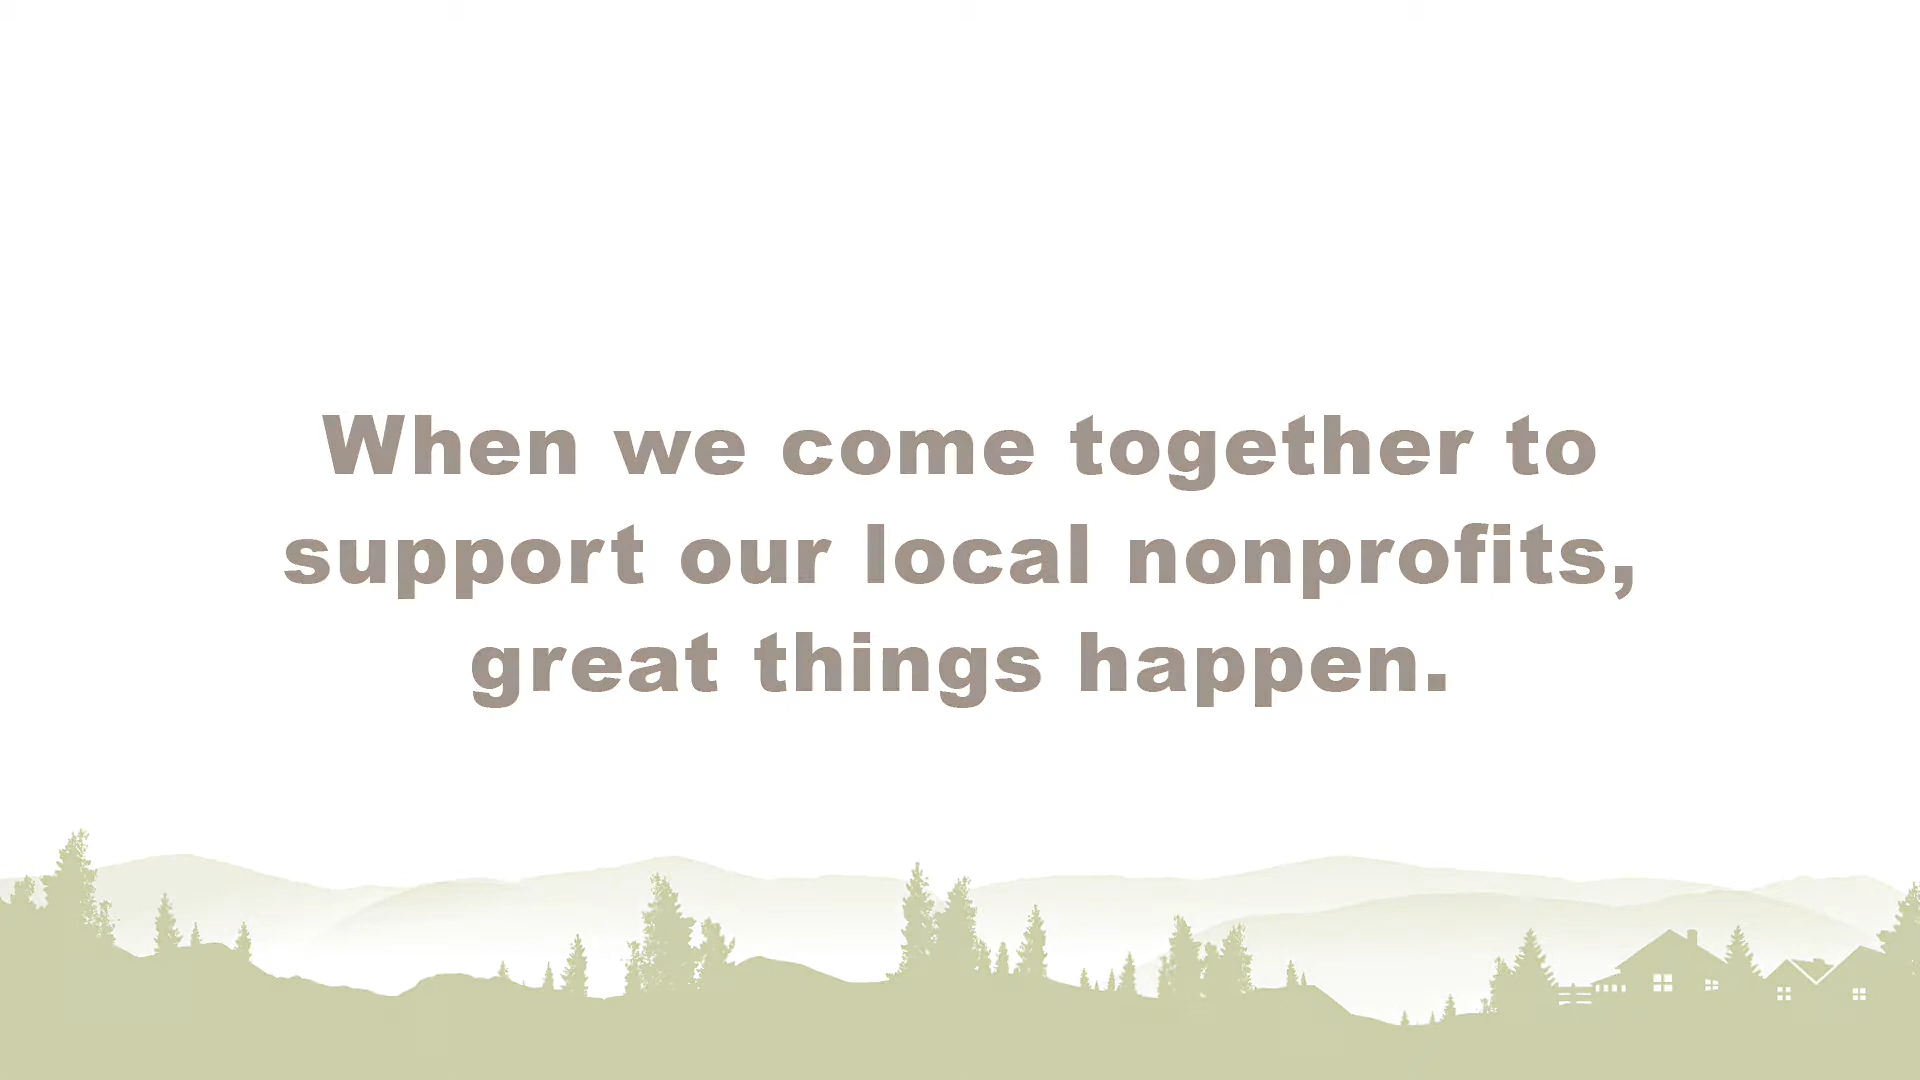 When we come together to
support our local nonprofits,
great things happen.